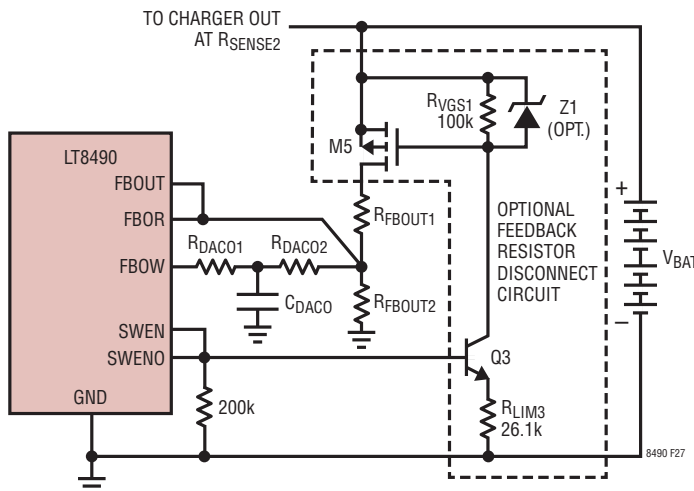 TO CHARGER OUT
AT RSENSE2
RVGS1
100k
Z1
(OPT.)
M5
LT8490
FBOUT
FBOR
FBOW
SWEN
SWENO
GND
RDACO1
RDACO2
CDACO
RFBOUT1
RFBOUT2
OPTIONAL
FEEDBACK
RESISTOR
DISCONNECT
CIRCUIT
+
VBAT
–
Q3
200k
RLIM3
26.1k
8490 F27